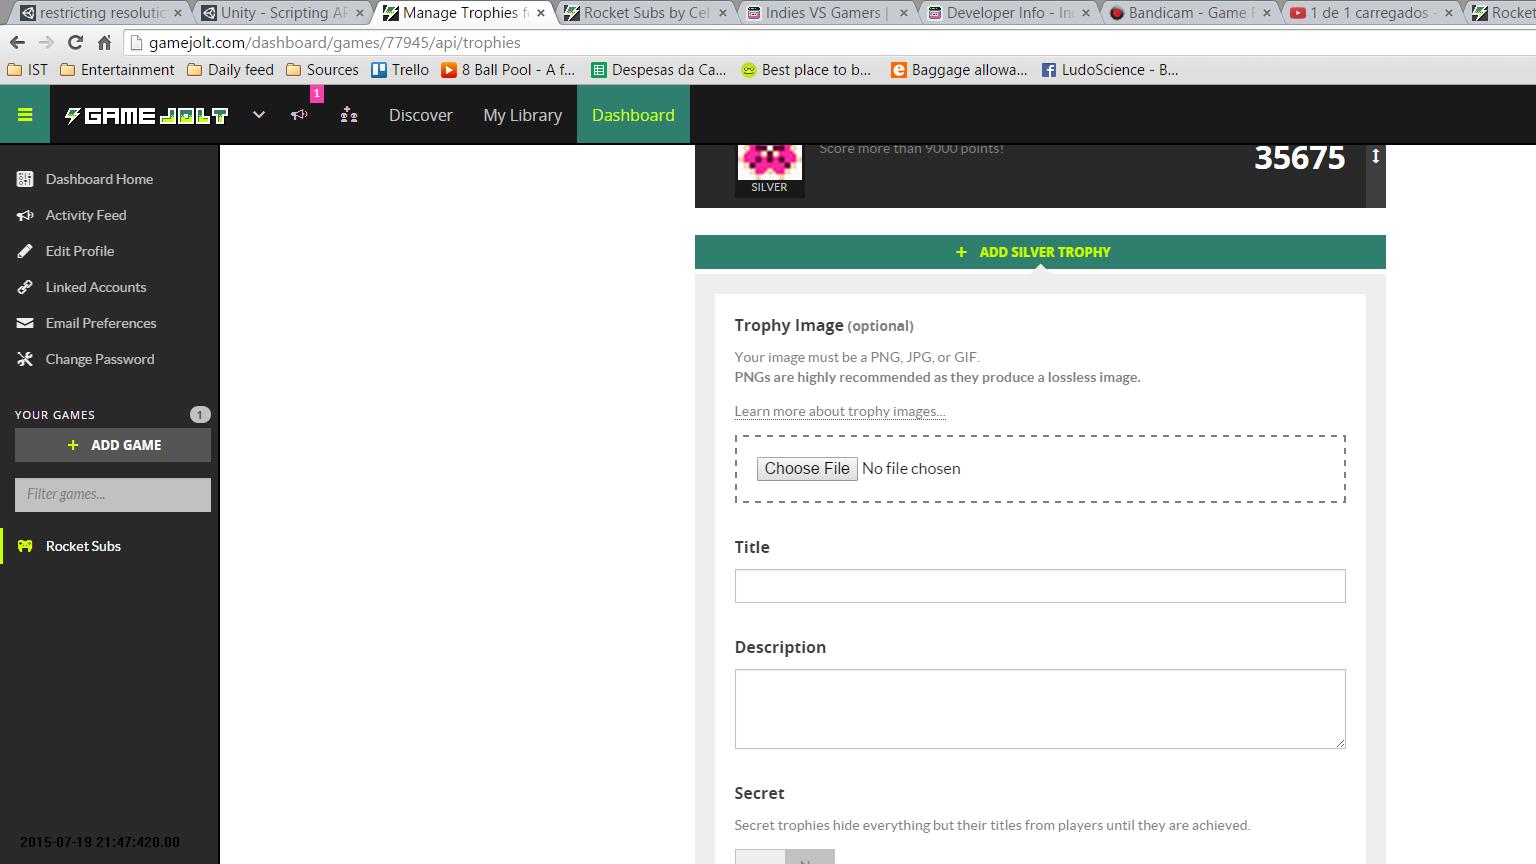 restricting resolutic
Unity - Scripting AP
Manage Trophies f
Rocket Subs by Cel
Indies VS Gamers |
Developer Info - In
Bandicam - Game
1 de 1 carregados -
Rocket
gamejolt.com/dashboard/games/77945/api/trophies
IST
Entertainment
Daily feed
Sources
Trello
8 Ball Pool - A f...
Despesas da Ca...
Best place to b...
Baggage allowa...
LudoScience - B...
GAME JOLT
1
Discover
My Library
Dashboard
Dashboard Home
Activity Feed
Edit Profile
Linked Accounts
Email Preferences
Change Password
YOUR GAMES
1
+ ADD GAME
Filter games...
Rocket Subs
2015-07-19 21:47:420.00
Score more than 9000 points!
35675
SILVER
+ ADD SILVER TROPHY
Trophy Image (optional)
Your image must be a PNG, JPG, or GIF.
PNGs are highly recommended as they produce a lossless image.
Learn more about trophy images...
Choose File No file chosen
Title
Description
Secret
Secret trophies hide everything but their titles from players until they are achieved.